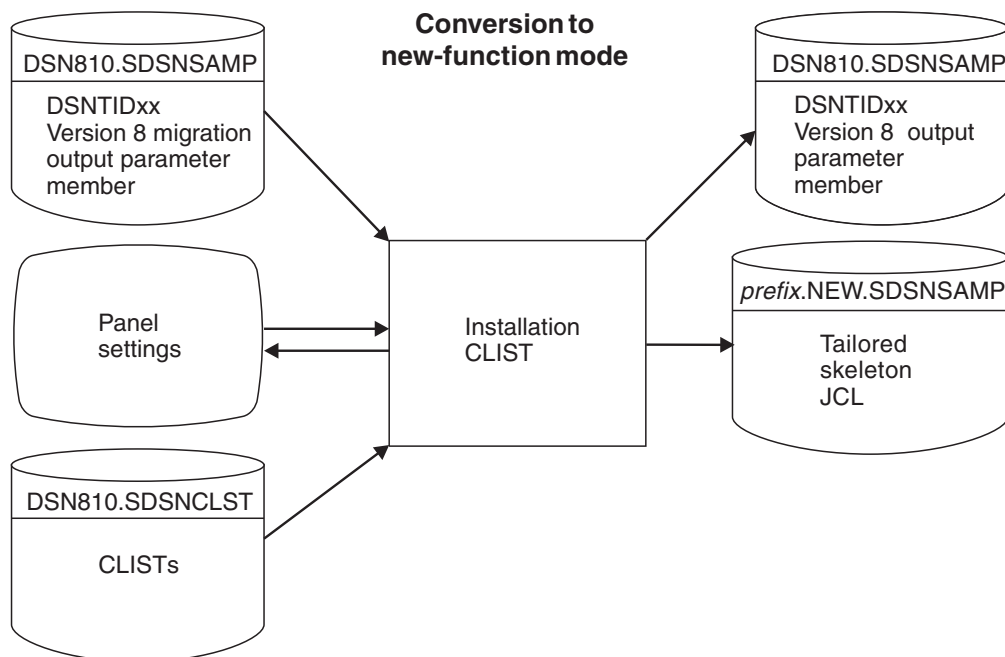 Conversion to
new-function mode
DSN810.SDSNSAMP
DSNTIDxx
Version 8 migration
output parameter
member
DSN810.SDSNSAMP
DSNTIDxx
Version 8 output
parameter
member
Panel
settings
Installation
CLIST
prefix.NEW.SDSNSAMP
Tailored
skeleton
JCL
DSN810.SDSNCLST
CLISTs